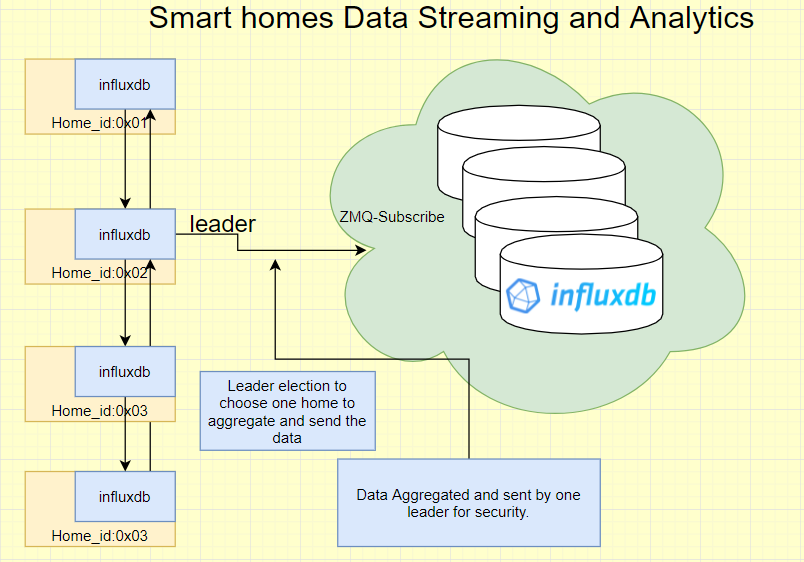 Smart homes Data Streaming and Analytics
influxdb
Home_id:0x01
influxdb
Home_id:0x02
leader
ZMQ-Subscribe
influxdb
influxdb
Home_id:0x03
Leader election to
choose one home to
aggregate and send the
data
influxdb
Home_id:0x03
Data Aggregated and sent by one
leader for security.